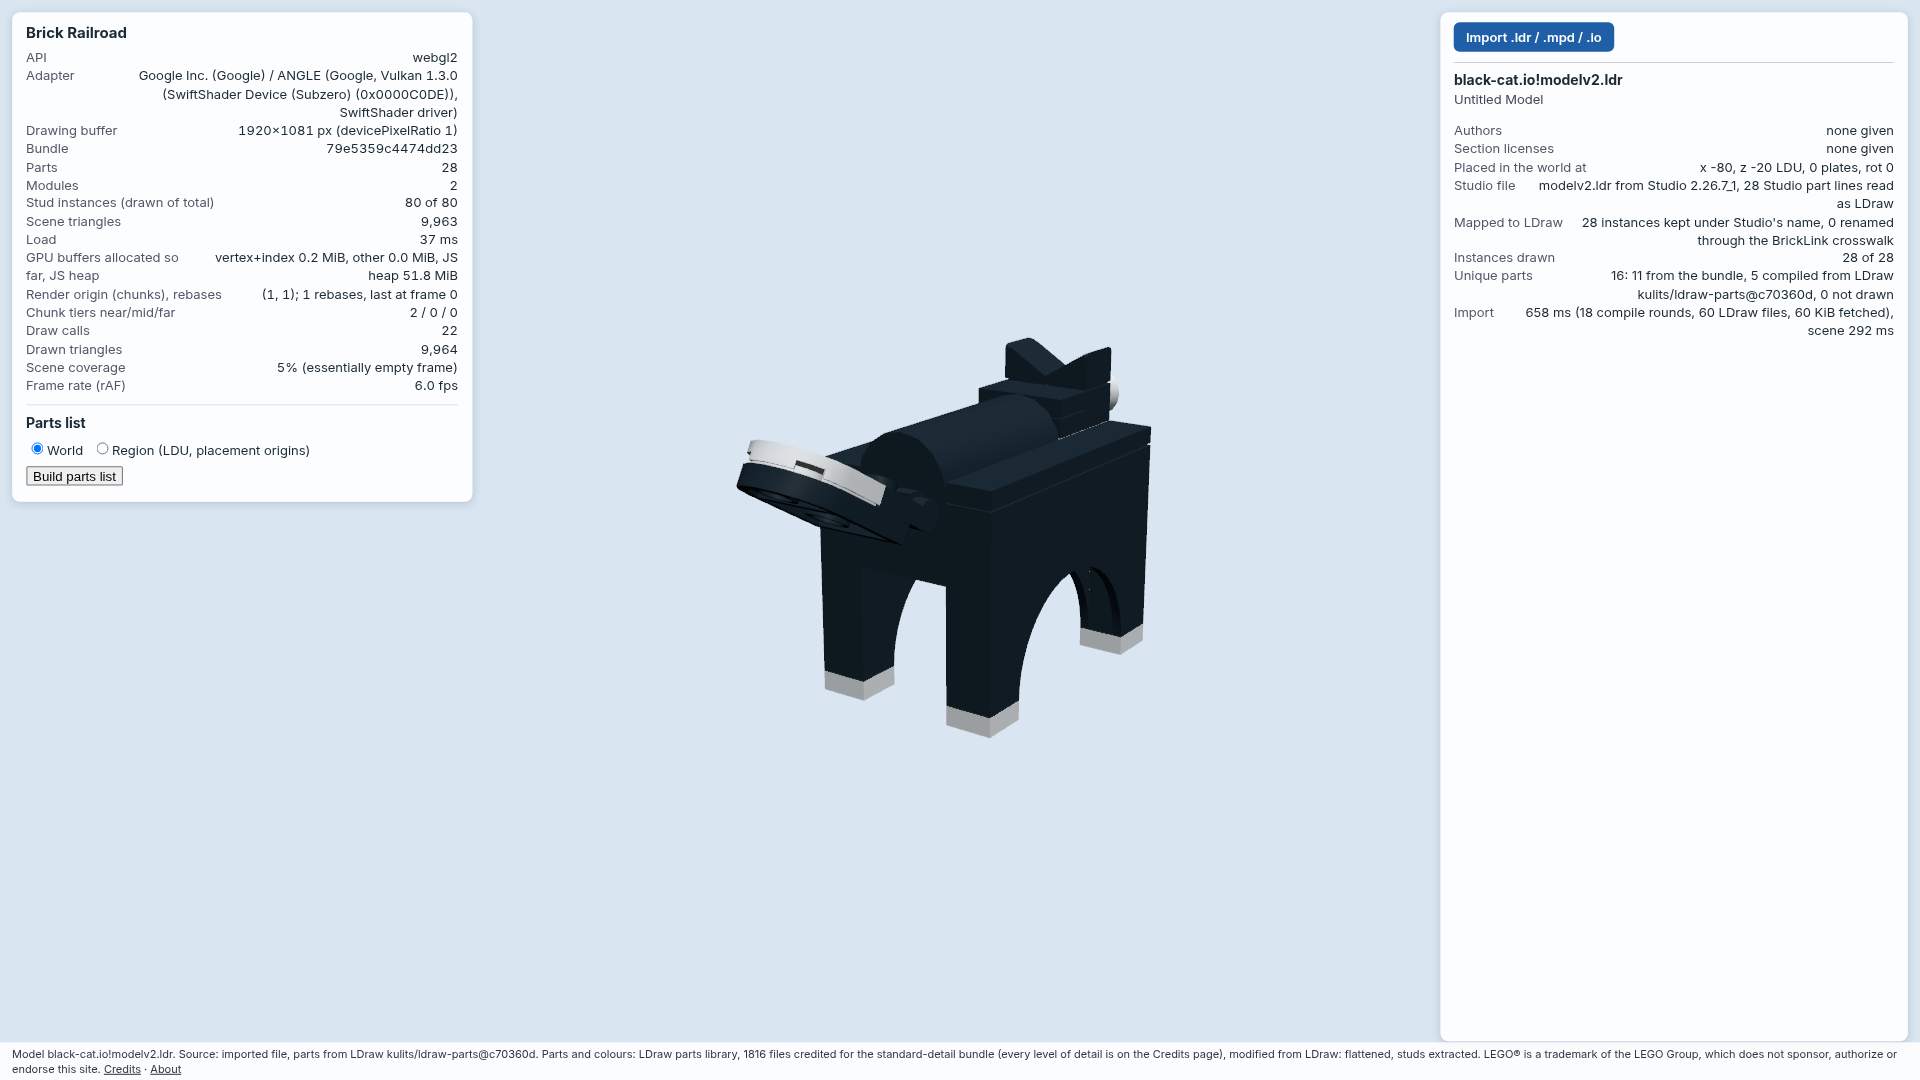 Brick Railroad
API webgl2
Adapter Google Inc. (Google) / ANGLE (Google, Vulkan 1.3.0
(SwiftShader Device (Subzero) (0x0000C0DE)),
SwiftShader driver)
Drawing buffer 1920×1081 px (devicePixelRatio 1)
Bundle 79e5359c4474dd23
Parts 28
Modules 2
Stud instances (drawn of total) 80 of 80
Scene triangles 9,963
Load 37 ms
GPU buffers allocated so vertex+index 0.2 MiB, other 0.0 MiB, JS
far, JS heap heap 51.8 MiB
Render origin (chunks), rebases (1, 1); 1 rebases, last at frame 0
Chunk tiers near/mid/far 2 / 0 / 0
Draw calls 22
Drawn triangles 9,964
Scene coverage 5% (essentially empty frame)
Frame rate (rAF) 6.0 fps
Parts list
World Region (LDU, placement origins)
Build parts list
Import .ldr / .mpd / .io
black-cat.io!modelv2.ldr
Untitled Model
Authors none given
Section licenses none given
Placed in the world at x -80, z -20 LDU, 0 plates, rot 0
Studio file modelv2.ldr from Studio 2.26.7_1, 28 Studio part lines read
as LDraw
Mapped to LDraw 28 instances kept under Studio's name, 0 renamed
through the BrickLink crosswalk
Instances drawn 28 of 28
Unique parts 16: 11 from the bundle, 5 compiled from LDraw
kulits/ldraw-parts@c70360d, 0 not drawn
Import 658 ms (18 compile rounds, 60 LDraw files, 60 KiB fetched),
scene 292 ms
Model black-cat.io!modelv2.ldr. Source: imported file, parts from LDraw kulits/ldraw-parts@c70360d. Parts and colours: LDraw parts library, 1816 files credited for the standard-detail bundle (every level of detail is on the Credits page), modified from LDraw: flattened, studs extracted. LEGO® is a trademark of the LEGO Group, which does not sponsor, authorize or
endorse this site. Credits · About